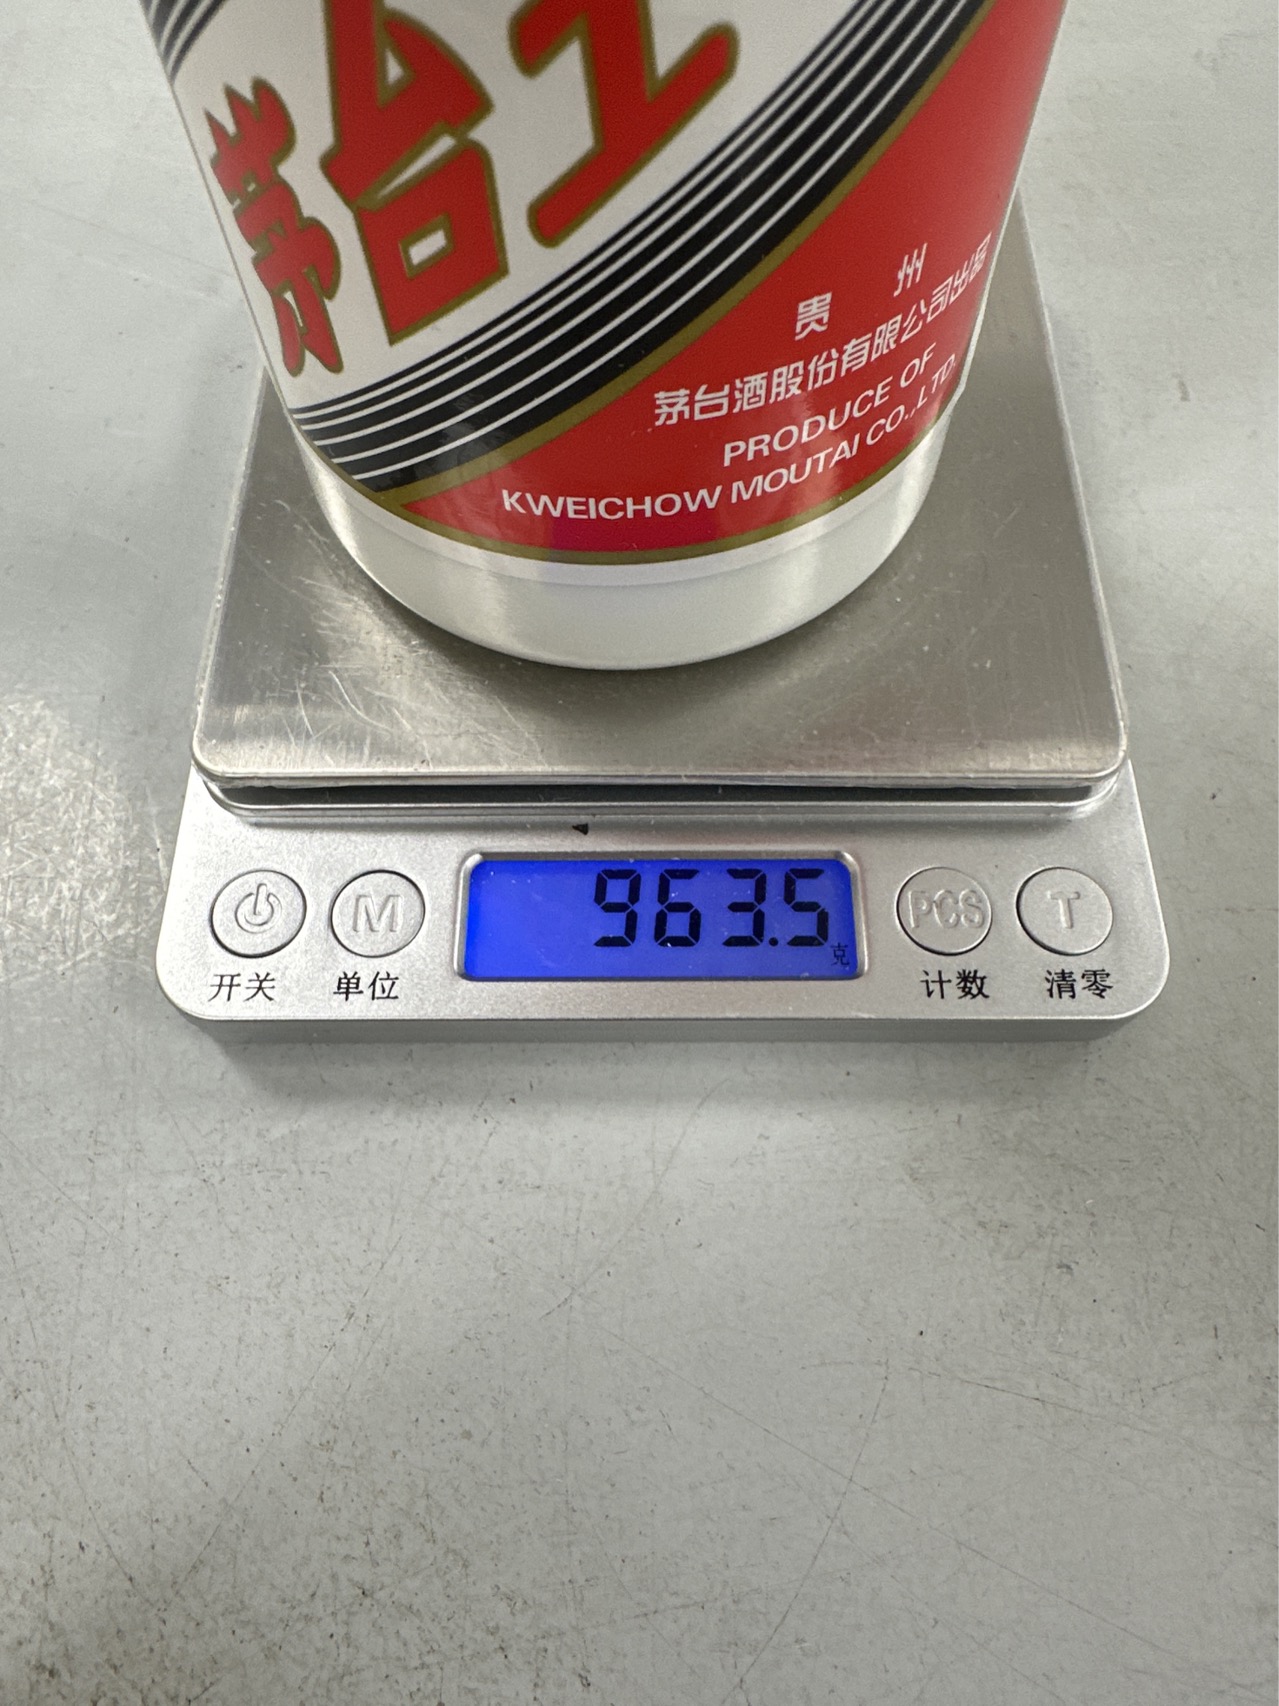 茅台
贵州
茅台酒股份有限公司出品
PRODUCE OF
KWEICHOW MOUTAI CO.,LTD.
963.5
克
M
PCS
T
开关
单位
计数
清零